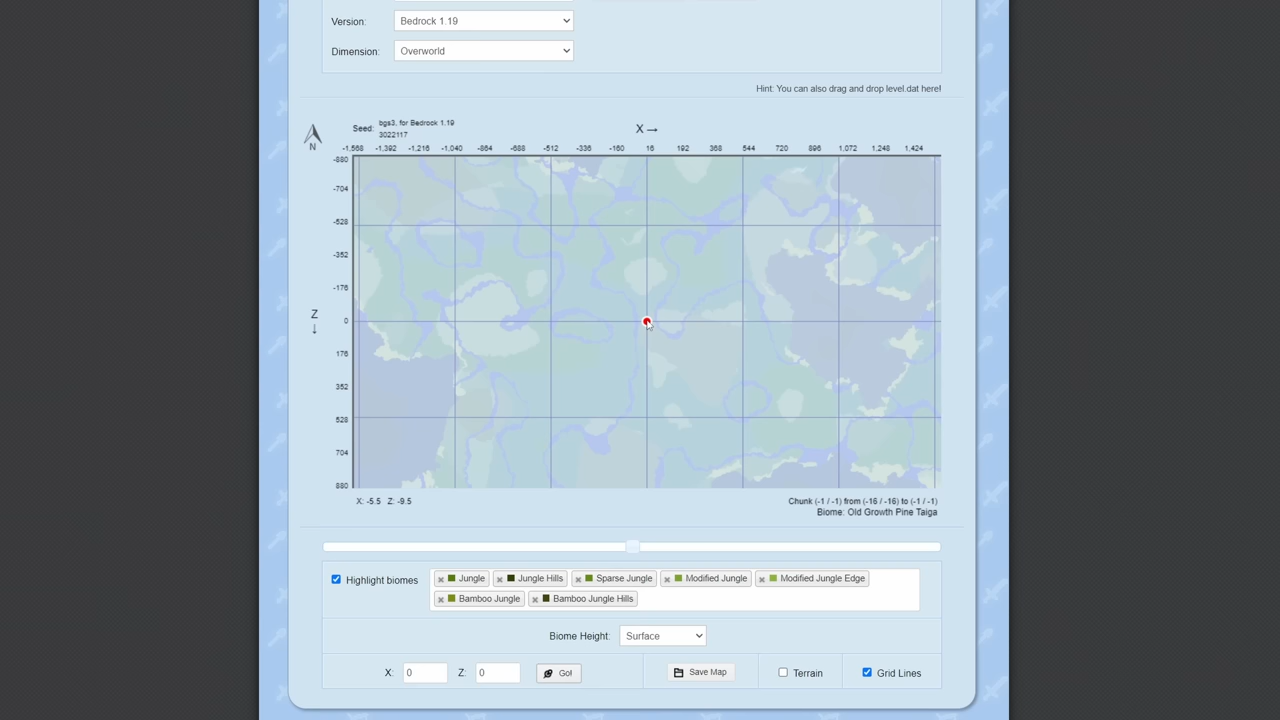 Version: Bedrock 1.19
Dimension: Overworld
Hint: You can also drag and drop level.dat here!
Seed: bgs3, for Bedrock 1.19
3022117
X →
N
-1,568 -1,392 -1,216 -1,040 -864 -688 -512 -336 -160 16 192 368 544 720 896 1,072 1,248 1,424
-880
-704
-528
-352
-176
Z
↓
0
176
352
528
704
880
X: -5.5 Z: -9.5
Chunk (-1 / -1) from (-16 / -16) to (-1 / -1)
Biome: Old Growth Pine Taiga
Highlight biomes
Jungle Jungle Hills Sparse Jungle Modified Jungle Modified Jungle Edge
Bamboo Jungle Bamboo Jungle Hills
Biome Height: Surface
X: 0 Z: 0 Go! Save Map Terrain Grid Lines